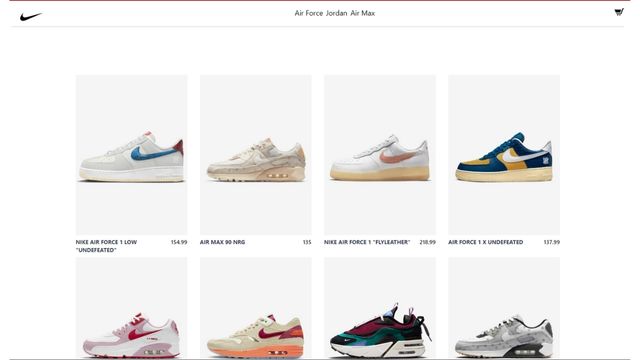 Air Force Jordan Air Max
NIKE AIR FORCE 1 LOW "UNDEFEATED" 154.99
AIR MAX 90 NRG 135
NIKE AIR FORCE 1 "FLYLEATHER" 218.99
AIR FORCE 1 X UNDEFEATED 137.99